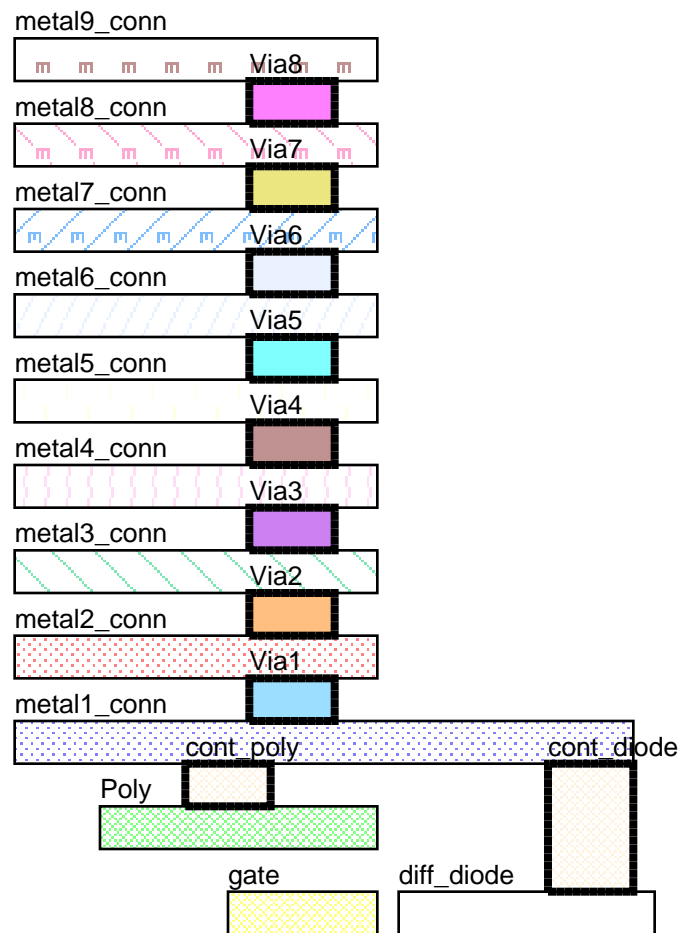 metal9_conn
Via8
metal8_conn
Via7
metal7_conn
Via6
metal6_conn
Via5
metal5_conn
Via4
metal4_conn
Via3
metal3_conn
Via2
metal2_conn
Via1
metal1_conn
cont_poly cont_diode
Poly
gate diff_diode